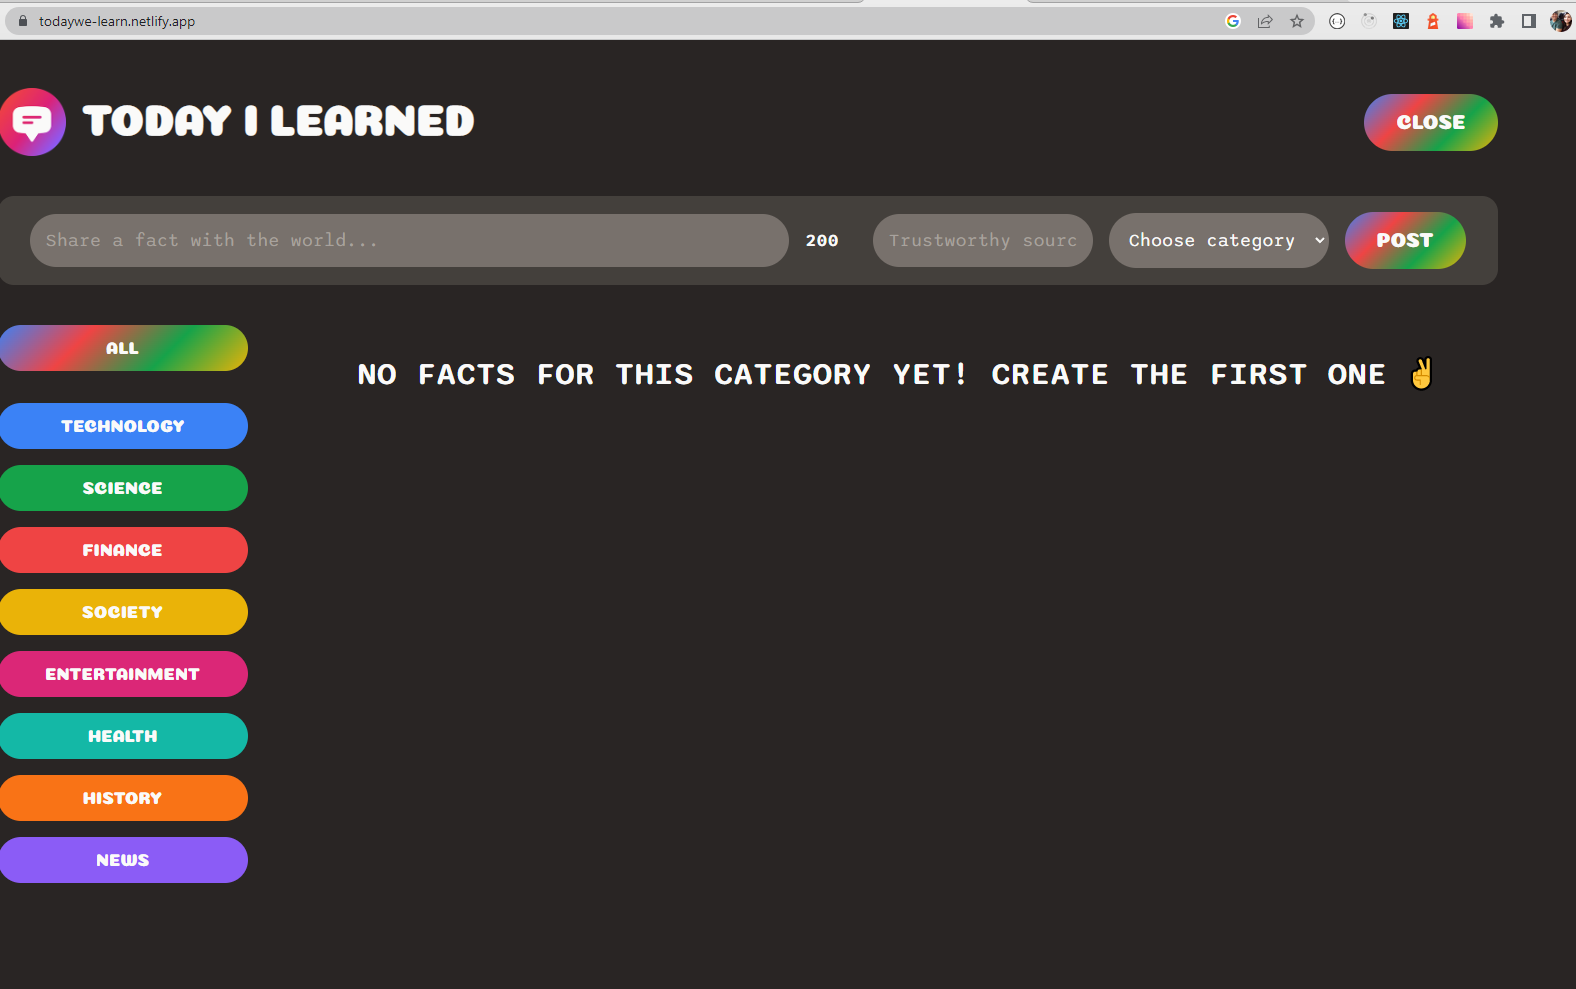 todaywe-learn.netlify.app
TODAY I LEARNED
CLOSE
Share a fact with the world...
200
Trustworthy sourc
Choose category
POST
ALL
NO FACTS FOR THIS CATEGORY YET! CREATE THE FIRST ONE ✌️
TECHNOLOGY
SCIENCE
FINANCE
SOCIETY
ENTERTAINMENT
HEALTH
HISTORY
NEWS